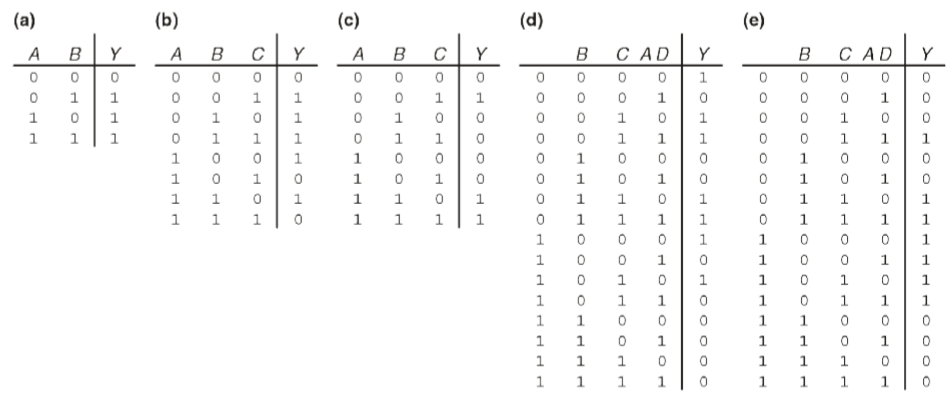 (a)
A B Y
0 0 0
0 1 1
1 0 1
1 1 1
(b)
A B C Y
0 0 0 0
0 0 1 1
0 1 0 1
0 1 1 1
1 0 0 1
1 0 1 0
1 1 0 1
1 1 1 0
(c)
A B C Y
0 0 0 0
0 0 1 1
0 1 0 0
0 1 1 0
1 0 0 0
1 0 1 0
1 1 0 1
1 1 1 1
(d)
B C A D Y
0 0 0 0 1
0 0 0 1 0
0 0 1 0 1
0 0 1 1 1
0 1 0 0 0
0 1 0 1 0
0 1 1 0 1
0 1 1 1 1
1 0 0 0 1
1 0 0 1 0
1 0 1 0 1
1 0 1 1 0
1 1 0 0 0
1 1 0 1 0
1 1 1 0 0
1 1 1 1 0
(e)
B C A D Y
0 0 0 0 0
0 0 0 1 0
0 0 1 0 0
0 0 1 1 1
0 1 0 0 0
0 1 0 1 0
0 1 1 0 1
0 1 1 1 1
1 0 0 0 1
1 0 0 1 1
1 0 1 0 1
1 0 1 1 1
1 1 0 0 0
1 1 0 1 0
1 1 1 0 0
1 1 1 1 0